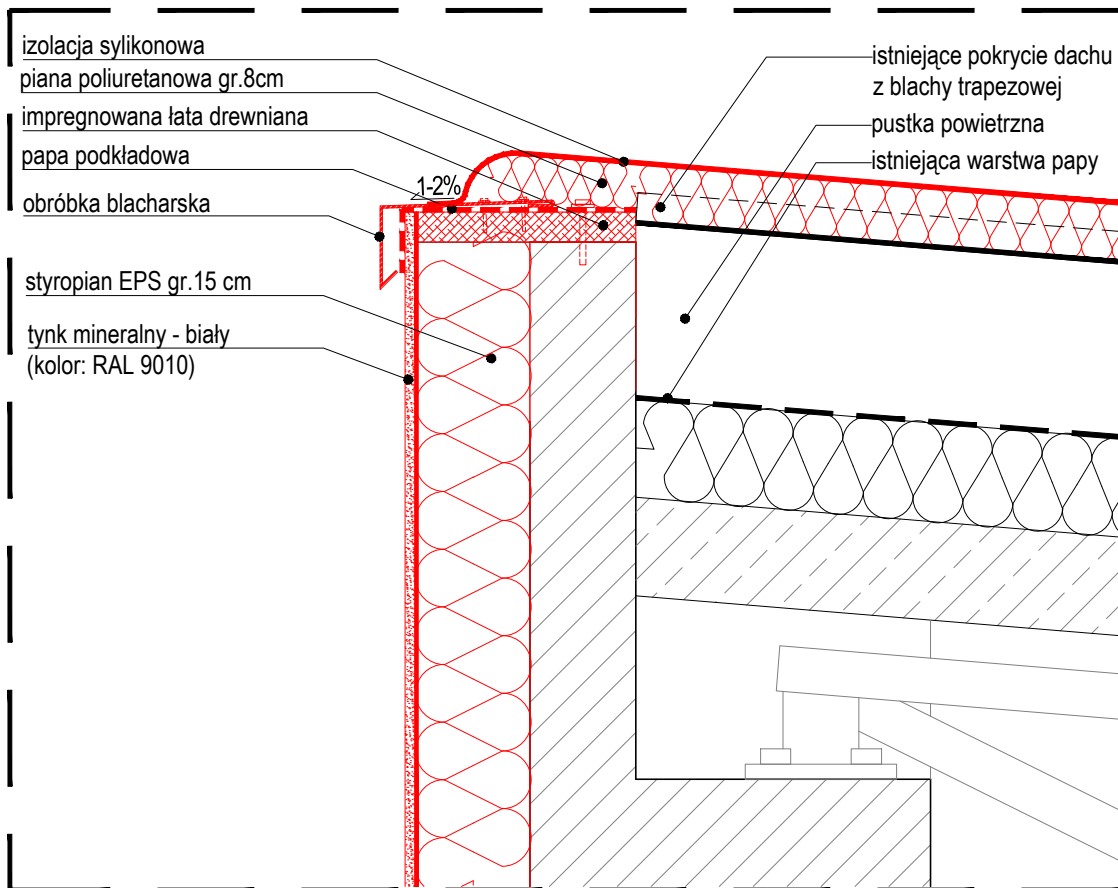 izolacja sylikonowa
piana poliuretanowa gr.8cm
impregnowana łata drewniana
papa podkładowa
1-2%
obróbka blacharska
styropian EPS gr.15 cm
tynk mineralny - biały
(kolor: RAL 9010)
istniejące pokrycie dachu
z blachy trapezowej
pustka powietrzna
istniejąca warstwa papy